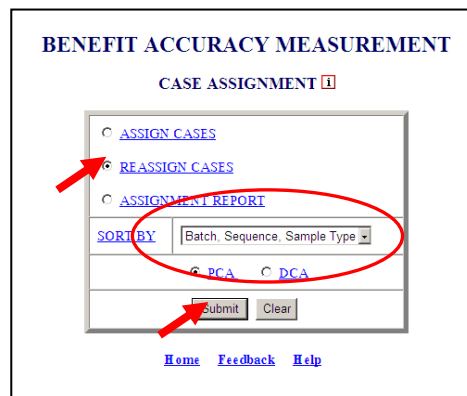 BENEFIT ACCURACY MEASUREMENT
CASE ASSIGNMENT i
ASSIGN CASES
REASSIGN CASES
ASSIGNMENT REPORT
SORT BY Batch, Sequence, Sample Type
PCA DCA
Submit Clear
Home Feedback Help